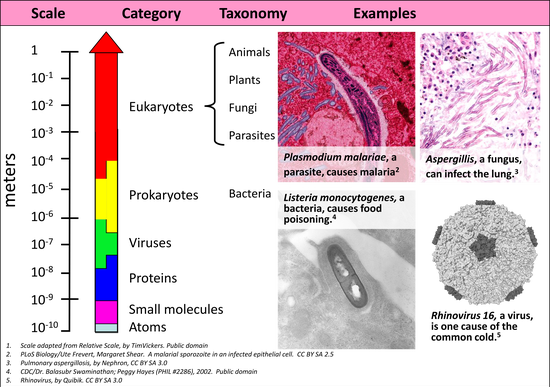 Scale Category Taxonomy Examples
meters
1
10-1
10-2
10-3
10-4
10-5
10-6
10-7
10-8
10-9
10-10
Eukaryotes
Prokaryotes
Viruses
Proteins
Small molecules
Atoms
Animals
Plants
Fungi
Parasites
Bacteria
Plasmodium malariae, a
parasite, causes malaria2
Aspergillis, a fungus,
can infect the lung.3
Listeria monocytogenes, a
bacteria, causes food
poisoning.4
Rhinovirus 16, a virus,
is one cause of the
common cold.5
1. Scale adapted from Relative Scale, by TimVickers. Public domain
2. PLoS Biology/Ute Frevert, Margaret Shear. A malarial sporozoite in an infected epithelial cell. CC BY SA 2.5
3. Pulmonary aspergillosis, by Nephron, CC BY SA 3.0
4. CDC/Dr. Balasubr Swaminathan; Peggy Hayes (PHIL #2286), 2002. Public domain
5. Rhinovirus, by Quibik. CC BY SA 3.0